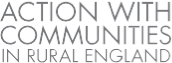 ACTION WITH
COMMUNITIES
IN RURAL ENGLAND